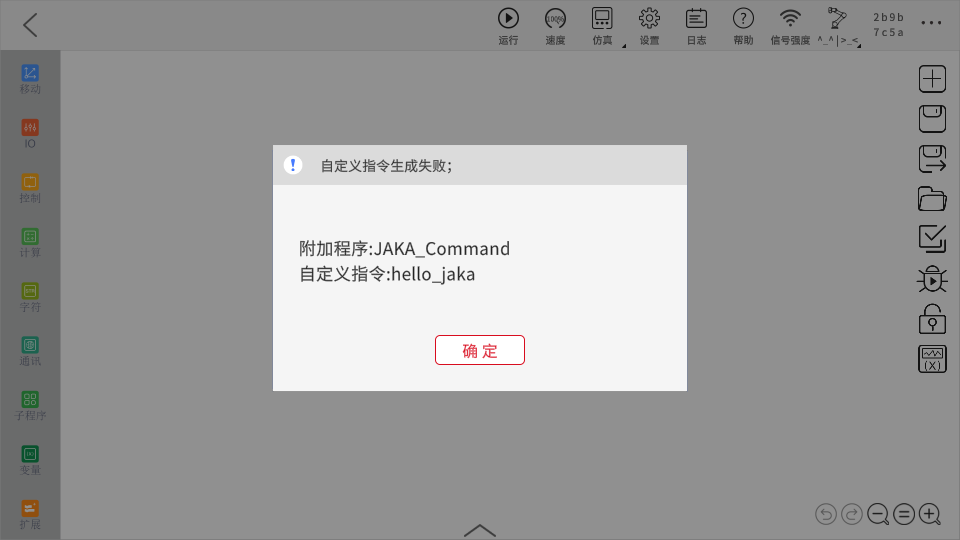 运行
速度
仿真
设置
日志
帮助
信号强度
^_^|>_<
100%
2b9b
7c5a
移动
IO
控制
计算
字符
通讯
子程序
变量
扩展
自定义指令生成失败;
附加程序:JAKA_Command
自定义指令:hello_jaka
确定
(X)